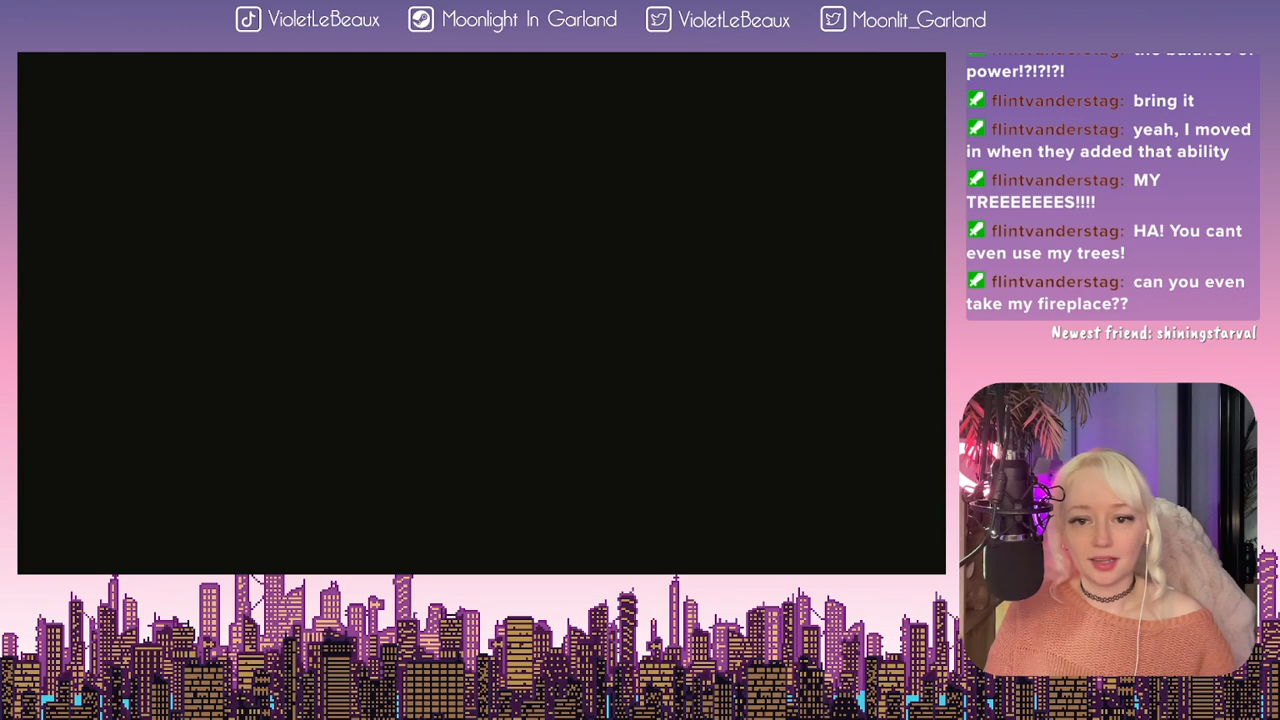 VioletLeBeaux Moonlight In Garland VioletLeBeaux Moonlit_Garland
power!?!?!?!
flintvanderstag: bring it
flintvanderstag: yeah, I moved
in when they added that ability
flintvanderstag: MY
TREEEEEEES!!!!
flintvanderstag: HA! You cant
even use my trees!
flintvanderstag: can you even
take my fireplace??
Newest friend: shiningstarval